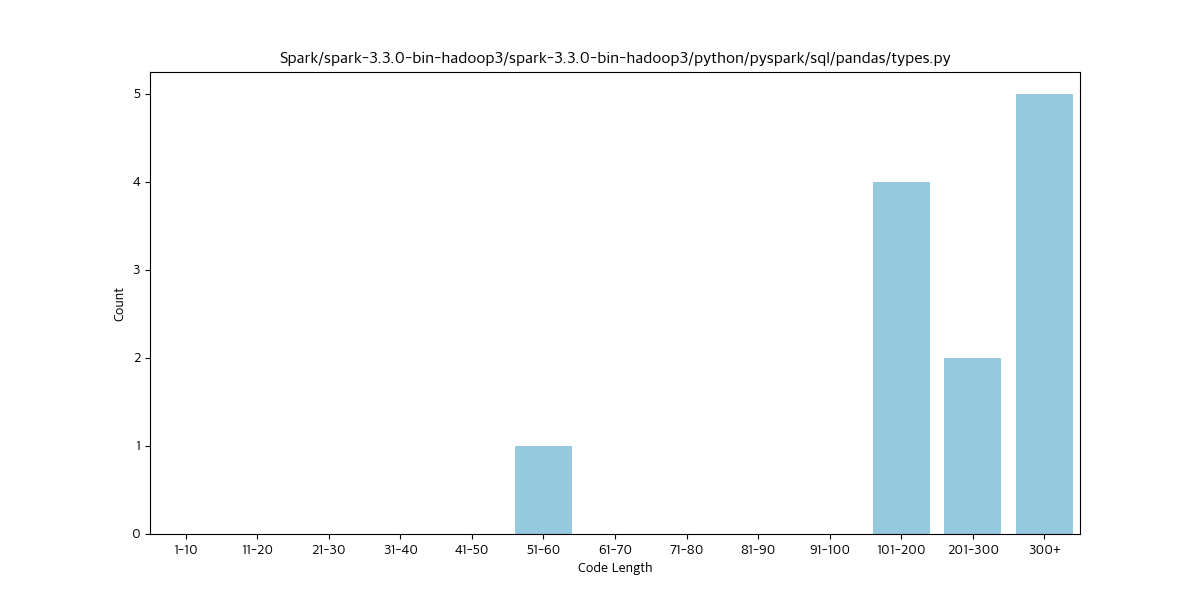 Spark/spark-3.3.0-bin-hadoop3/spark-3.3.0-bin-hadoop3/python/pyspark/sql/pandas/types.py
5
4
3
2
1
0
Count
1-10 11-20 21-30 31-40 41-50 51-60 61-70 71-80 81-90 91-100 101-200 201-300 300+
Code Length